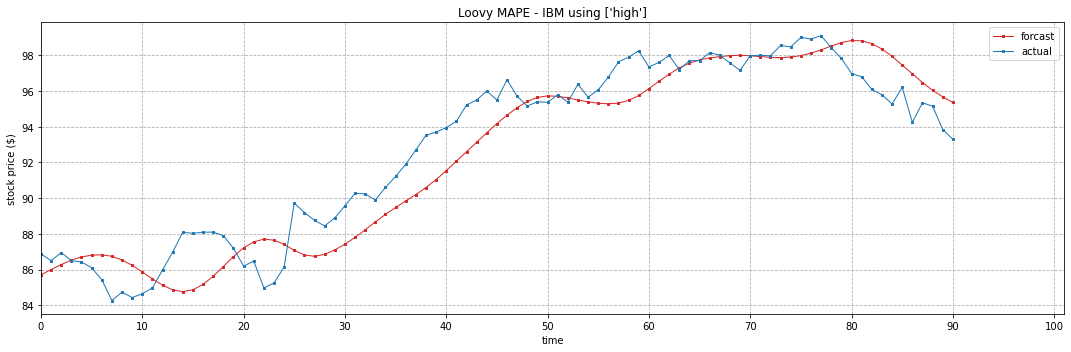 Loovy MAPE - IBM using ['high']
forcast
actual
stock price ($)
98
96
94
92
90
88
86
84
0 10 20 30 40 50 60 70 80 90 100
time